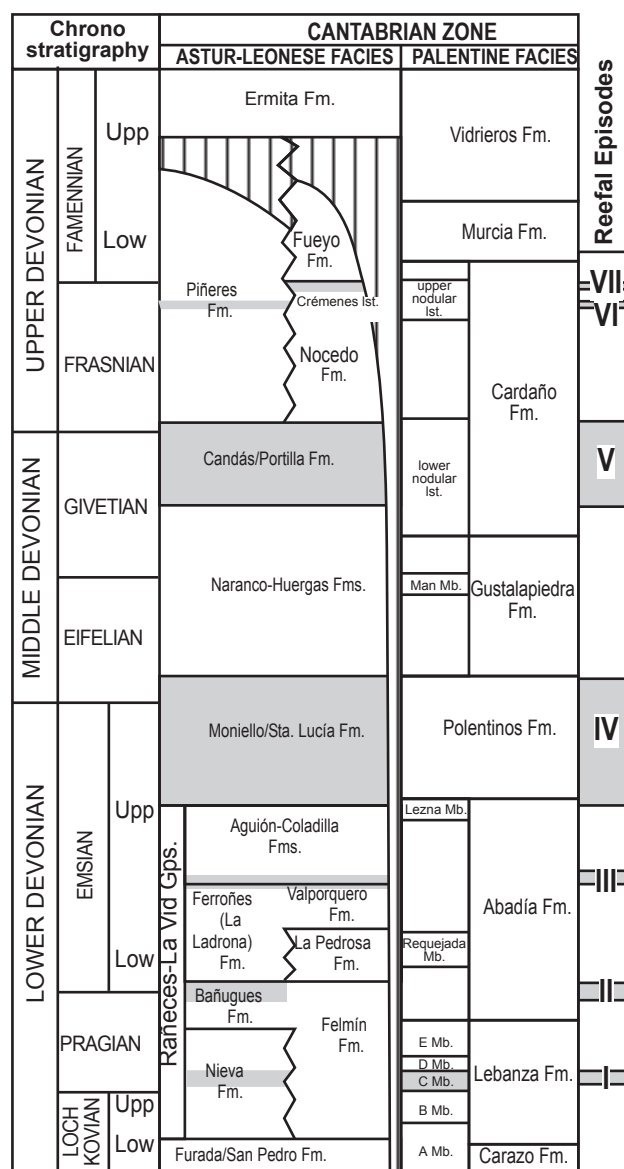 Chrono
stratigraphy
CANTABRIAN ZONE
ASTUR-LEONESE FACIES
PALENTINE FACIES
Reefal Episodes
UPPER DEVONIAN
FAMENNIAN
Upp
Low
FRASNIAN
MIDDLE DEVONIAN
GIVETIAN
EIFELIAN
LOWER DEVONIAN
EMSIAN
Upp
Low
PRAGIAN
LOCH
KOVIAN
Upp
Low
Ermita Fm.
Fueyo
Fm.
Piñeres
Fm.
Crémenes lst.
Nocedo
Fm.
Candás/Portilla Fm.
Naranco-Huergas Fms.
Moniello/Sta. Lucía Fm.
Rañeces-La Vid Gps.
Aguión-Coladilla
Fms.
Ferroñes
(La
Ladrona)
Fm.
Valporquero
Fm.
La Pedrosa
Fm.
Bañugues
Fm.
Felmín
Fm.
Nieva
Fm.
Furada/San Pedro Fm.
Vidrieros Fm.
Murcia Fm.
upper
nodular
lst.
Cardaño
Fm.
lower
nodular
lst.
Man Mb.
Gustalapiedra
Fm.
Polentinos Fm.
Lezna Mb.
Abadía Fm.
Requejada
Mb.
E Mb.
D Mb.
C Mb.
B Mb.
A Mb.
Lebanza Fm.
Carazo Fm.
VII
VI
V
IV
III
II
I